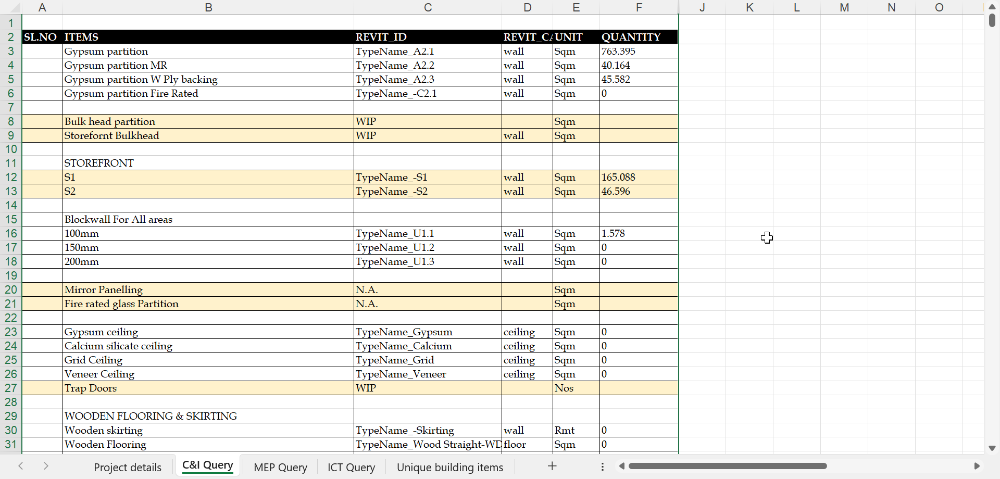 A B C D E F J K L M N O
1
2 SL.NO ITEMS REVIT_ID REVIT_CA UNIT QUANTITY
3 Gypsum partition TypeName_A2.1 wall Sqm 763.395
4 Gypsum partition MR TypeName_A2.2 wall Sqm 40.164
5 Gypsum partition W Ply backing TypeName_A2.3 wall Sqm 45.582
6 Gypsum partition Fire Rated TypeName_-C2.1 wall Sqm 0
7
8 Bulk head partition WIP Sqm
9 Storefornt Bulkhead WIP wall Sqm
10
11 STOREFRONT
12 S1 TypeName_-S1 wall Sqm 165.088
13 S2 TypeName_-S2 wall Sqm 46.596
14
15 Blockwall For All areas
16 100mm TypeName_U1.1 wall Sqm 1.578
17 150mm TypeName_U1.2 wall Sqm 0
18 200mm TypeName_U1.3 wall Sqm 0
19
20 Mirror Panelling N.A. Sqm
21 Fire rated glass Partition N.A. Sqm
22
23 Gypsum ceiling TypeName_Gypsum ceiling Sqm 0
24 Calcium silicate ceiling TypeName_Calcium ceiling Sqm 0
25 Grid Ceiling TypeName_Grid ceiling Sqm 0
26 Veneer Ceiling TypeName_Veneer ceiling Sqm 0
27 Trap Doors WIP Nos
28
29 WOODEN FLOORING & SKIRTING
30 Wooden skirting TypeName_-Skirting wall Rmt 0
31 Wooden Flooring TypeName_Wood Straight-WD floor Sqm 0
Project details C&I Query MEP Query ICT Query Unique building items